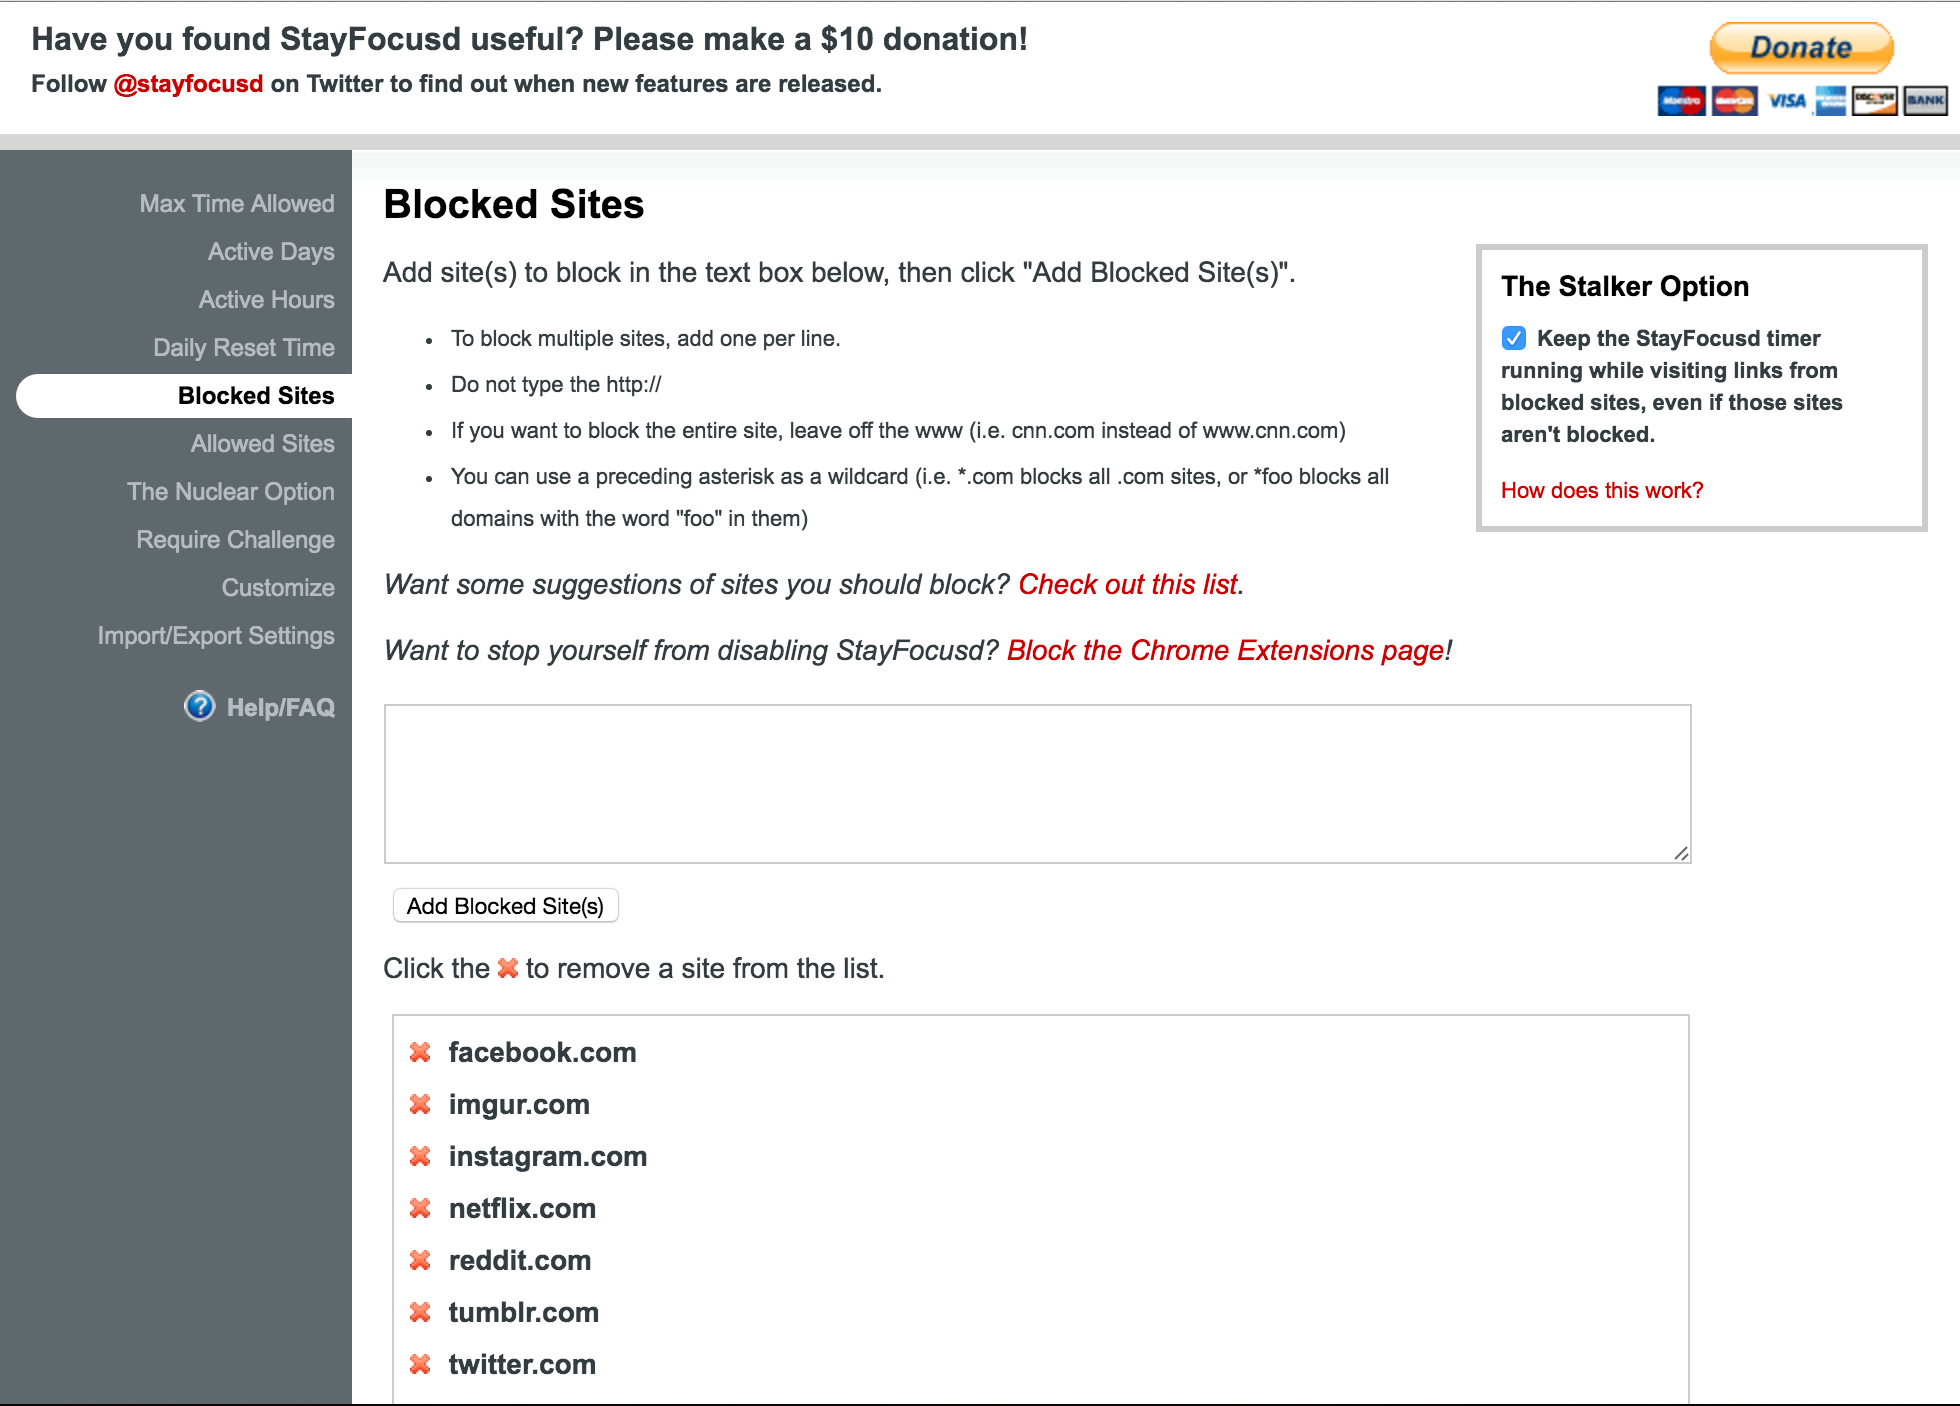 Have you found StayFocusd useful? Please make a $10 donation!
Follow @stayfocusd on Twitter to find out when new features are released.
Donate
Maestro MasterCard VISA DISCOVER BANK
Max Time Allowed
Active Days
Active Hours
Daily Reset Time
Blocked Sites
Allowed Sites
The Nuclear Option
Require Challenge
Customize
Import/Export Settings
? Help/FAQ
Blocked Sites
Add site(s) to block in the text box below, then click "Add Blocked Site(s)".
• To block multiple sites, add one per line.
• Do not type the http://
• If you want to block the entire site, leave off the www (i.e. cnn.com instead of www.cnn.com)
• You can use a preceding asterisk as a wildcard (i.e. *.com blocks all .com sites, or *foo blocks all
domains with the word "foo" in them)
The Stalker Option
Keep the StayFocusd timer
running while visiting links from
blocked sites, even if those sites
aren't blocked.
How does this work?
Want some suggestions of sites you should block? Check out this list.
Want to stop yourself from disabling StayFocusd? Block the Chrome Extensions page!
Add Blocked Site(s)
Click the ✖ to remove a site from the list.
facebook.com
imgur.com
instagram.com
netflix.com
reddit.com
tumblr.com
twitter.com